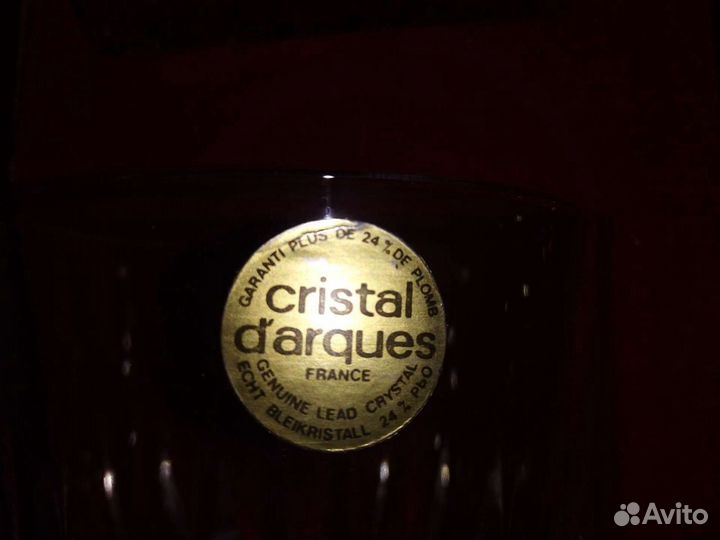 GARANTI PLUS DE 24 % DE PLOMB
cristal
d'arques
FRANCE
GENUINE LEAD CRYSTAL
ECHT BLEIKRISTALL 24 % PbO
Avito